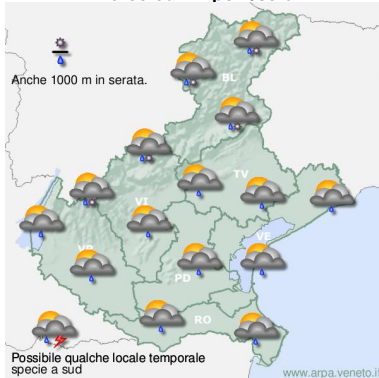 Anche 1000 m in serata.
BL
TV
VI
VR
VE
PD
RO
Possibile qualche locale temporale
specie a sud
www.arpa.veneto.it